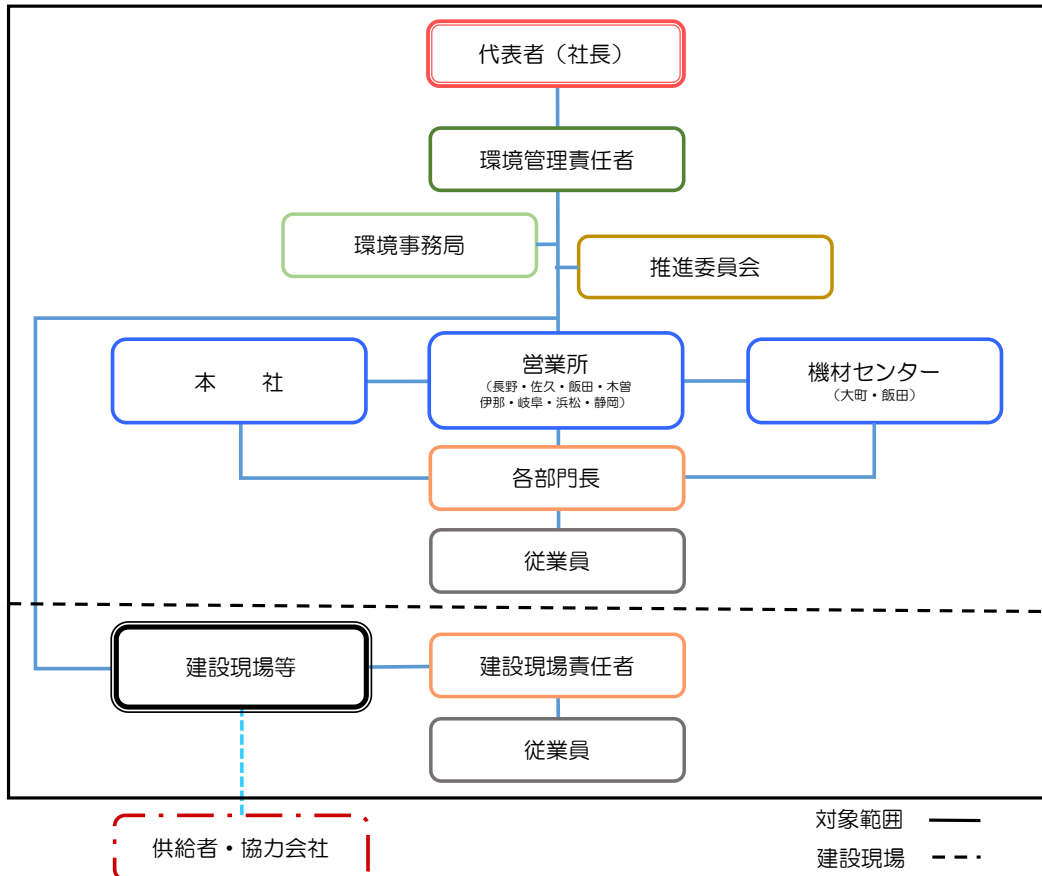 代表者（社長）
環境管理責任者
環境事務局
推進委員会
本　　社
営業所
（長野・佐久・飯田・木曽
伊那・岐阜・浜松・静岡）
機材センター
（大町・飯田）
各部門長
従業員
建設現場等
建設現場責任者
従業員
供給者・協力会社
対象範囲
建設現場